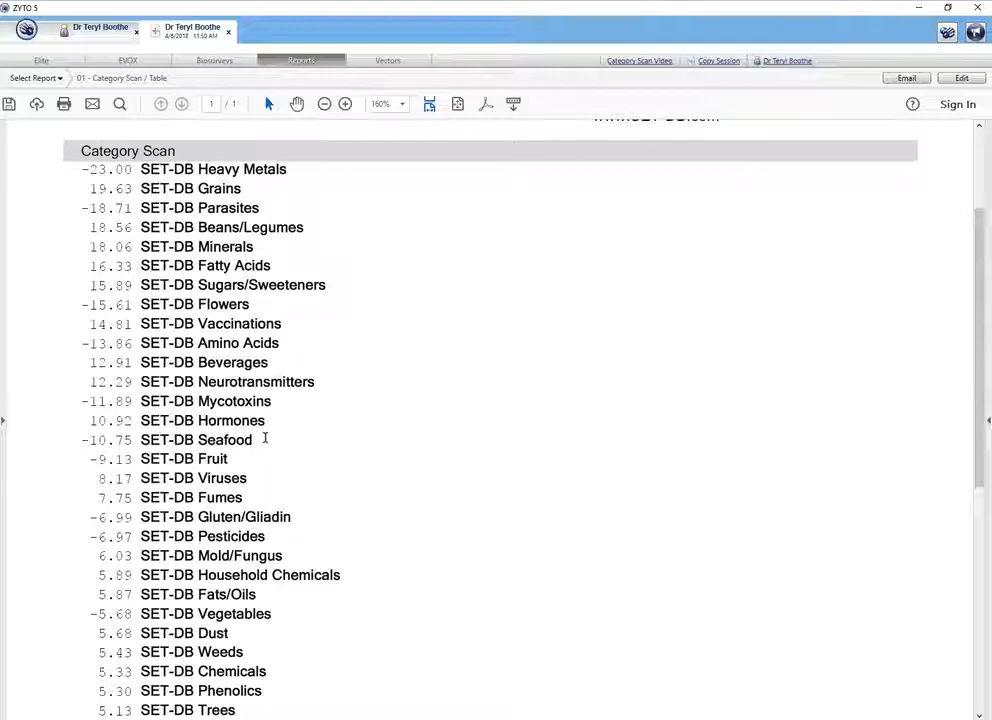 ZYTO 5
Dr Teryl Boothe
Dr Teryl Boothe
4/6/2018 11:50 AM
Elite
EVOX
Biosurveys
Reports
Vectors
Category Scan Video
Copy Session
Dr Teryl Boothe
Select Report
01 - Category Scan / Table
Email
Edit
1 / 1
160%
Sign In
Category Scan
-23.00 SET-DB Heavy Metals
19.63 SET-DB Grains
-18.71 SET-DB Parasites
18.56 SET-DB Beans/Legumes
18.06 SET-DB Minerals
16.33 SET-DB Fatty Acids
15.89 SET-DB Sugars/Sweeteners
-15.61 SET-DB Flowers
14.81 SET-DB Vaccinations
-13.86 SET-DB Amino Acids
12.91 SET-DB Beverages
12.29 SET-DB Neurotransmitters
-11.89 SET-DB Mycotoxins
10.92 SET-DB Hormones
-10.75 SET-DB Seafood
-9.13 SET-DB Fruit
8.17 SET-DB Viruses
7.75 SET-DB Fumes
-6.99 SET-DB Gluten/Gliadin
-6.97 SET-DB Pesticides
6.03 SET-DB Mold/Fungus
5.89 SET-DB Household Chemicals
5.87 SET-DB Fats/Oils
-5.68 SET-DB Vegetables
5.68 SET-DB Dust
5.43 SET-DB Weeds
5.33 SET-DB Chemicals
5.30 SET-DB Phenolics
5.13 SET-DB Trees